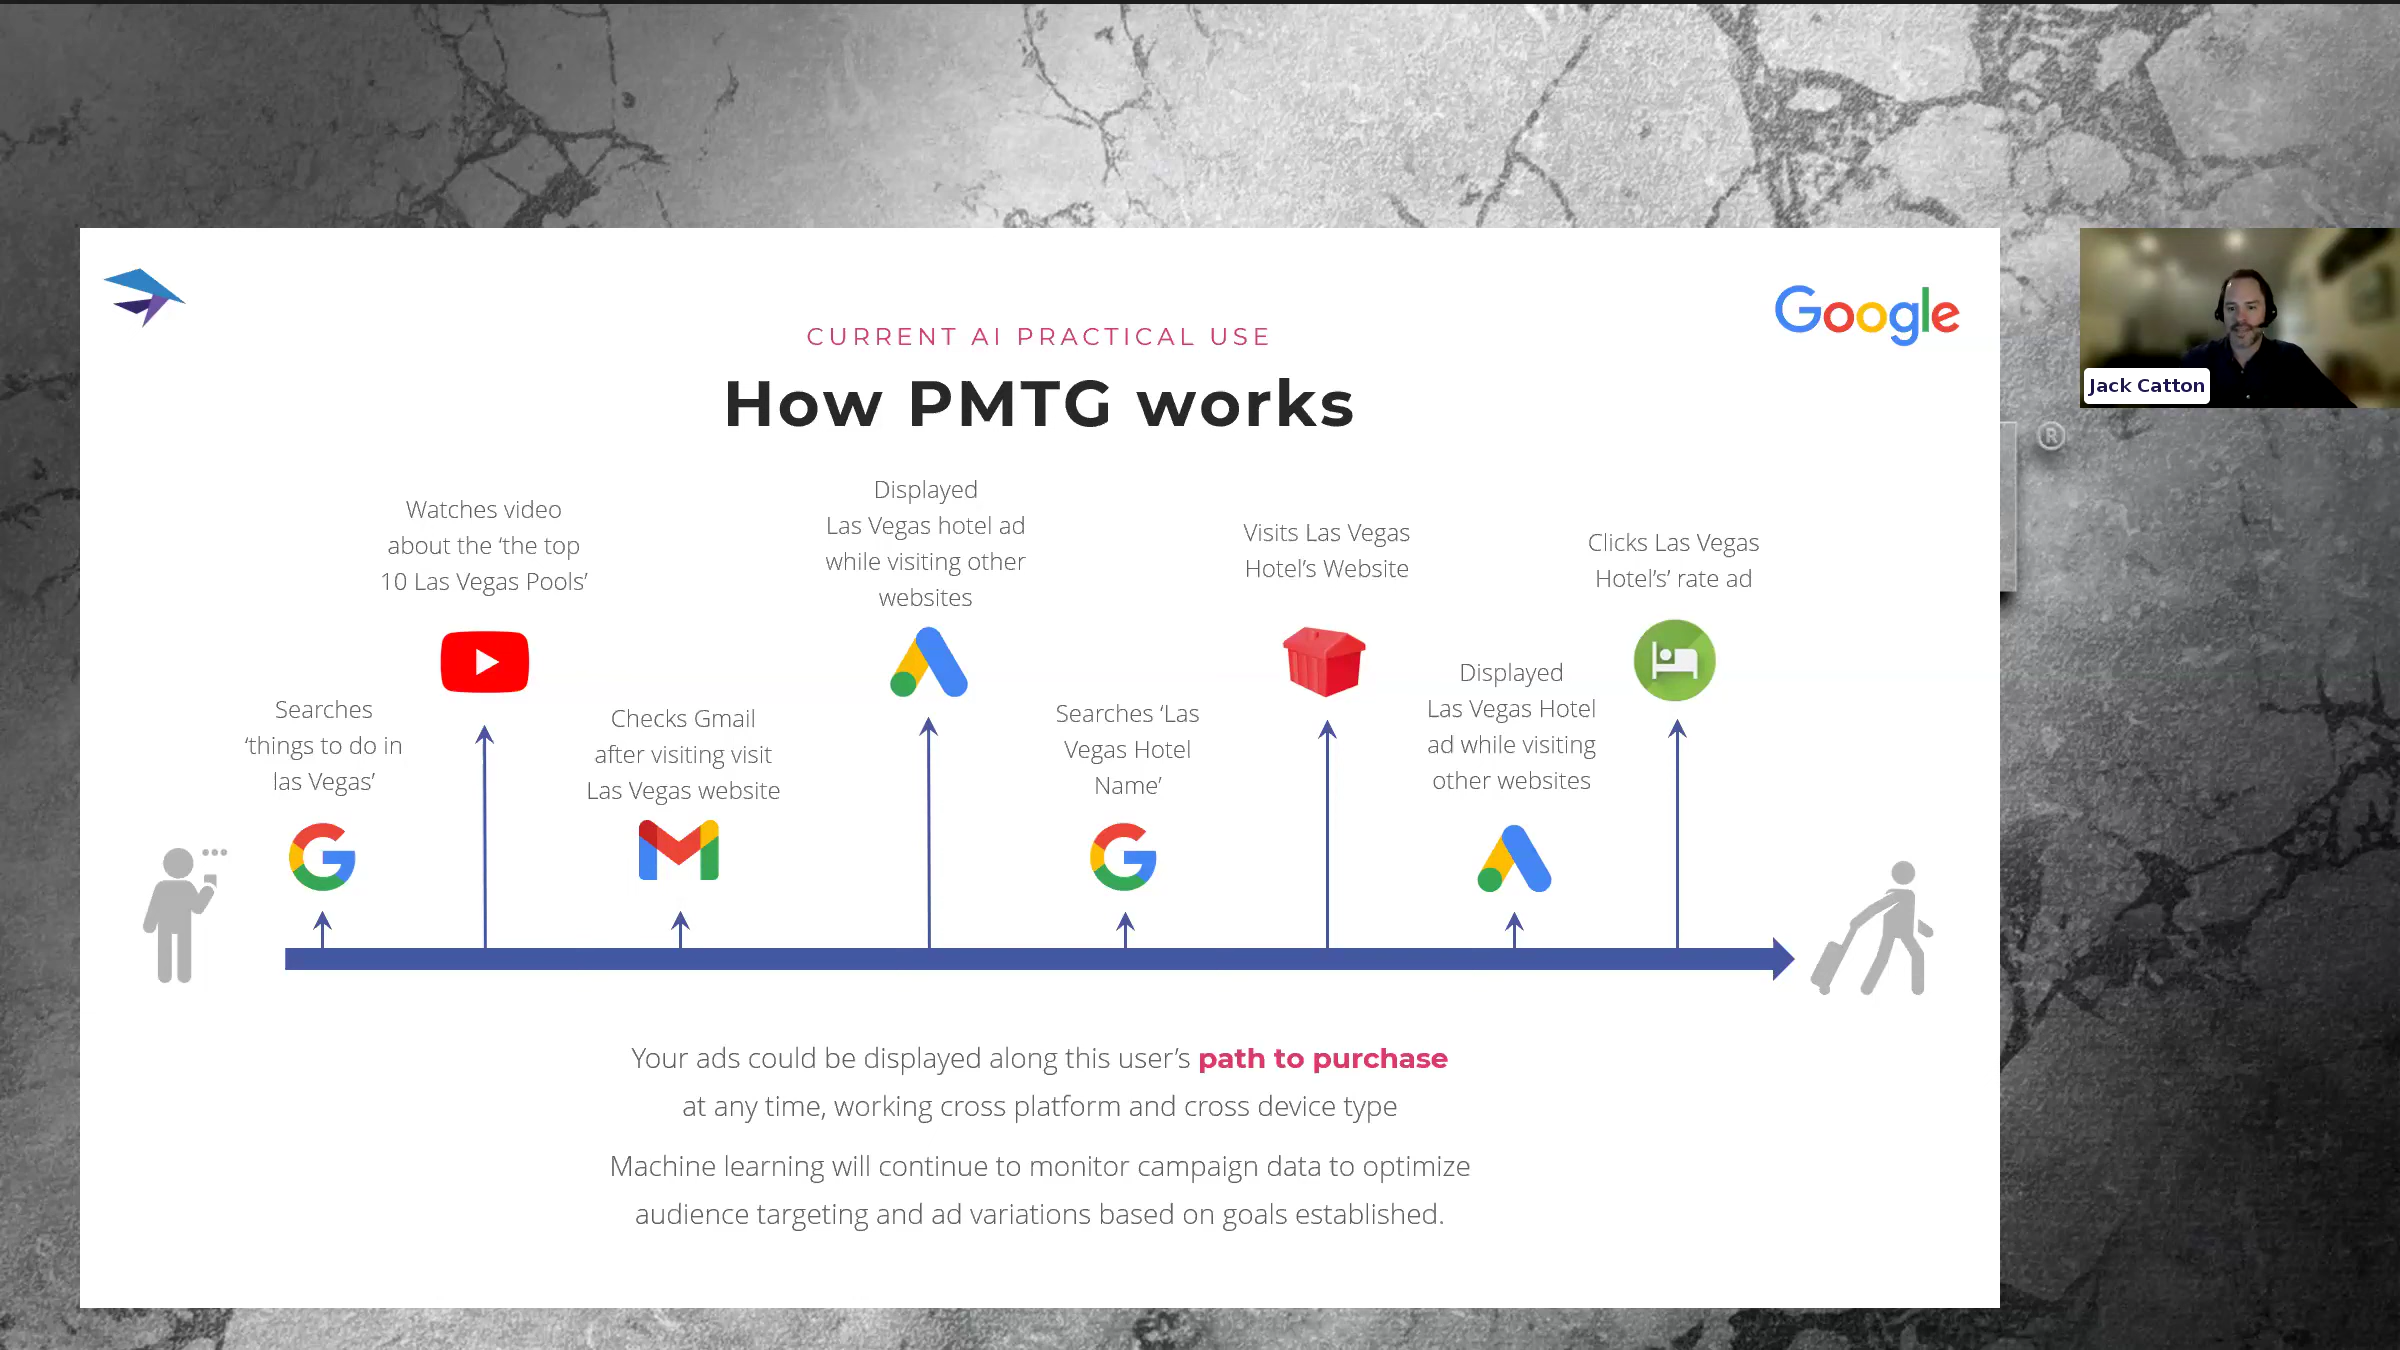 Google
CURRENT AI PRACTICAL USE
How PMTG works
Searches
‘things to do in
las Vegas’
Watches video
about the ‘the top
10 Las Vegas Pools’
Checks Gmail
after visiting visit
Las Vegas website
Displayed
Las Vegas hotel ad
while visiting other
websites
Searches ‘Las
Vegas Hotel
Name’
Visits Las Vegas
Hotel’s Website
Displayed
Las Vegas Hotel
ad while visiting
other websites
Clicks Las Vegas
Hotel’s’ rate ad
Your ads could be displayed along this user’s path to purchase
at any time, working cross platform and cross device type
Machine learning will continue to monitor campaign data to optimize
audience targeting and ad variations based on goals established.
Jack Catton
®